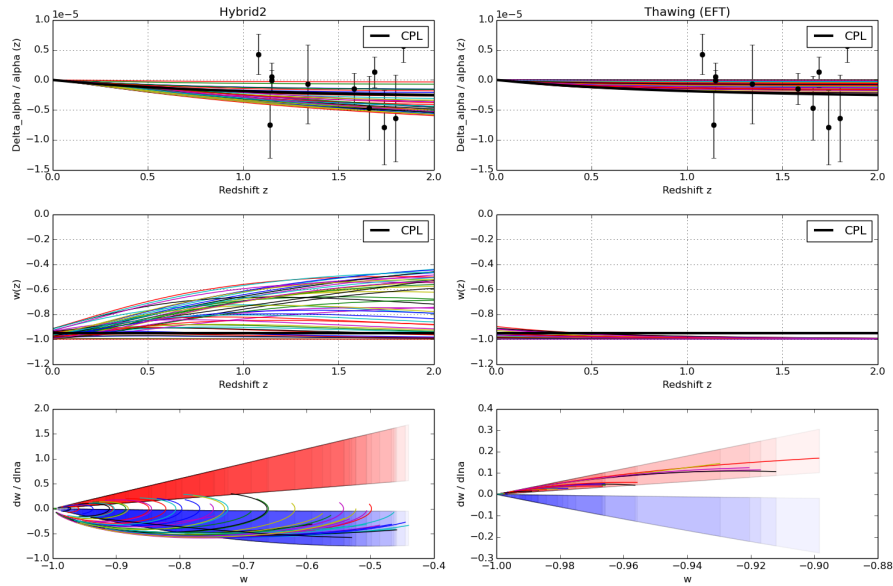 Hybrid2
1e−5
1.0
0.5
0.0
−0.5
−1.0
−1.5
Delta_alpha / alpha (z)
CPL
0.0 0.5 1.0 1.5 2.0
Redshift z
Thawing (EFT)
1e−5
1.0
0.5
0.0
−0.5
−1.0
−1.5
Delta_alpha / alpha (z)
CPL
0.0 0.5 1.0 1.5 2.0
Redshift z
0.0
−0.2
−0.4
−0.6
−0.8
−1.0
−1.2
w(z)
CPL
0.0 0.5 1.0 1.5 2.0
Redshift z
0.0
−0.2
−0.4
−0.6
−0.8
−1.0
−1.2
w(z)
CPL
0.0 0.5 1.0 1.5 2.0
Redshift z
2.0
1.5
1.0
0.5
0.0
−0.5
−1.0
dw / dlna
−1.0 −0.9 −0.8 −0.7 −0.6 −0.5 −0.4
w
0.4
0.3
0.2
0.1
0.0
−0.1
−0.2
−0.3
dw / dlna
−1.00 −0.98 −0.96 −0.94 −0.92 −0.90 −0.88
w